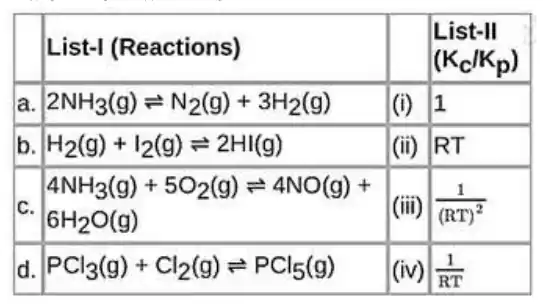 List-I (Reactions) List-II (Kc/Kp)
a. 2NH3(g) ⇌ N2(g) + 3H2(g) (i) 1
b. H2(g) + I2(g) ⇌ 2HI(g) (ii) RT
c. 4NH3(g) + 5O2(g) ⇌ 4NO(g) + 6H2O(g) (iii) 1/(RT)²
d. PCl3(g) + Cl2(g) ⇌ PCl5(g) (iv) 1/RT